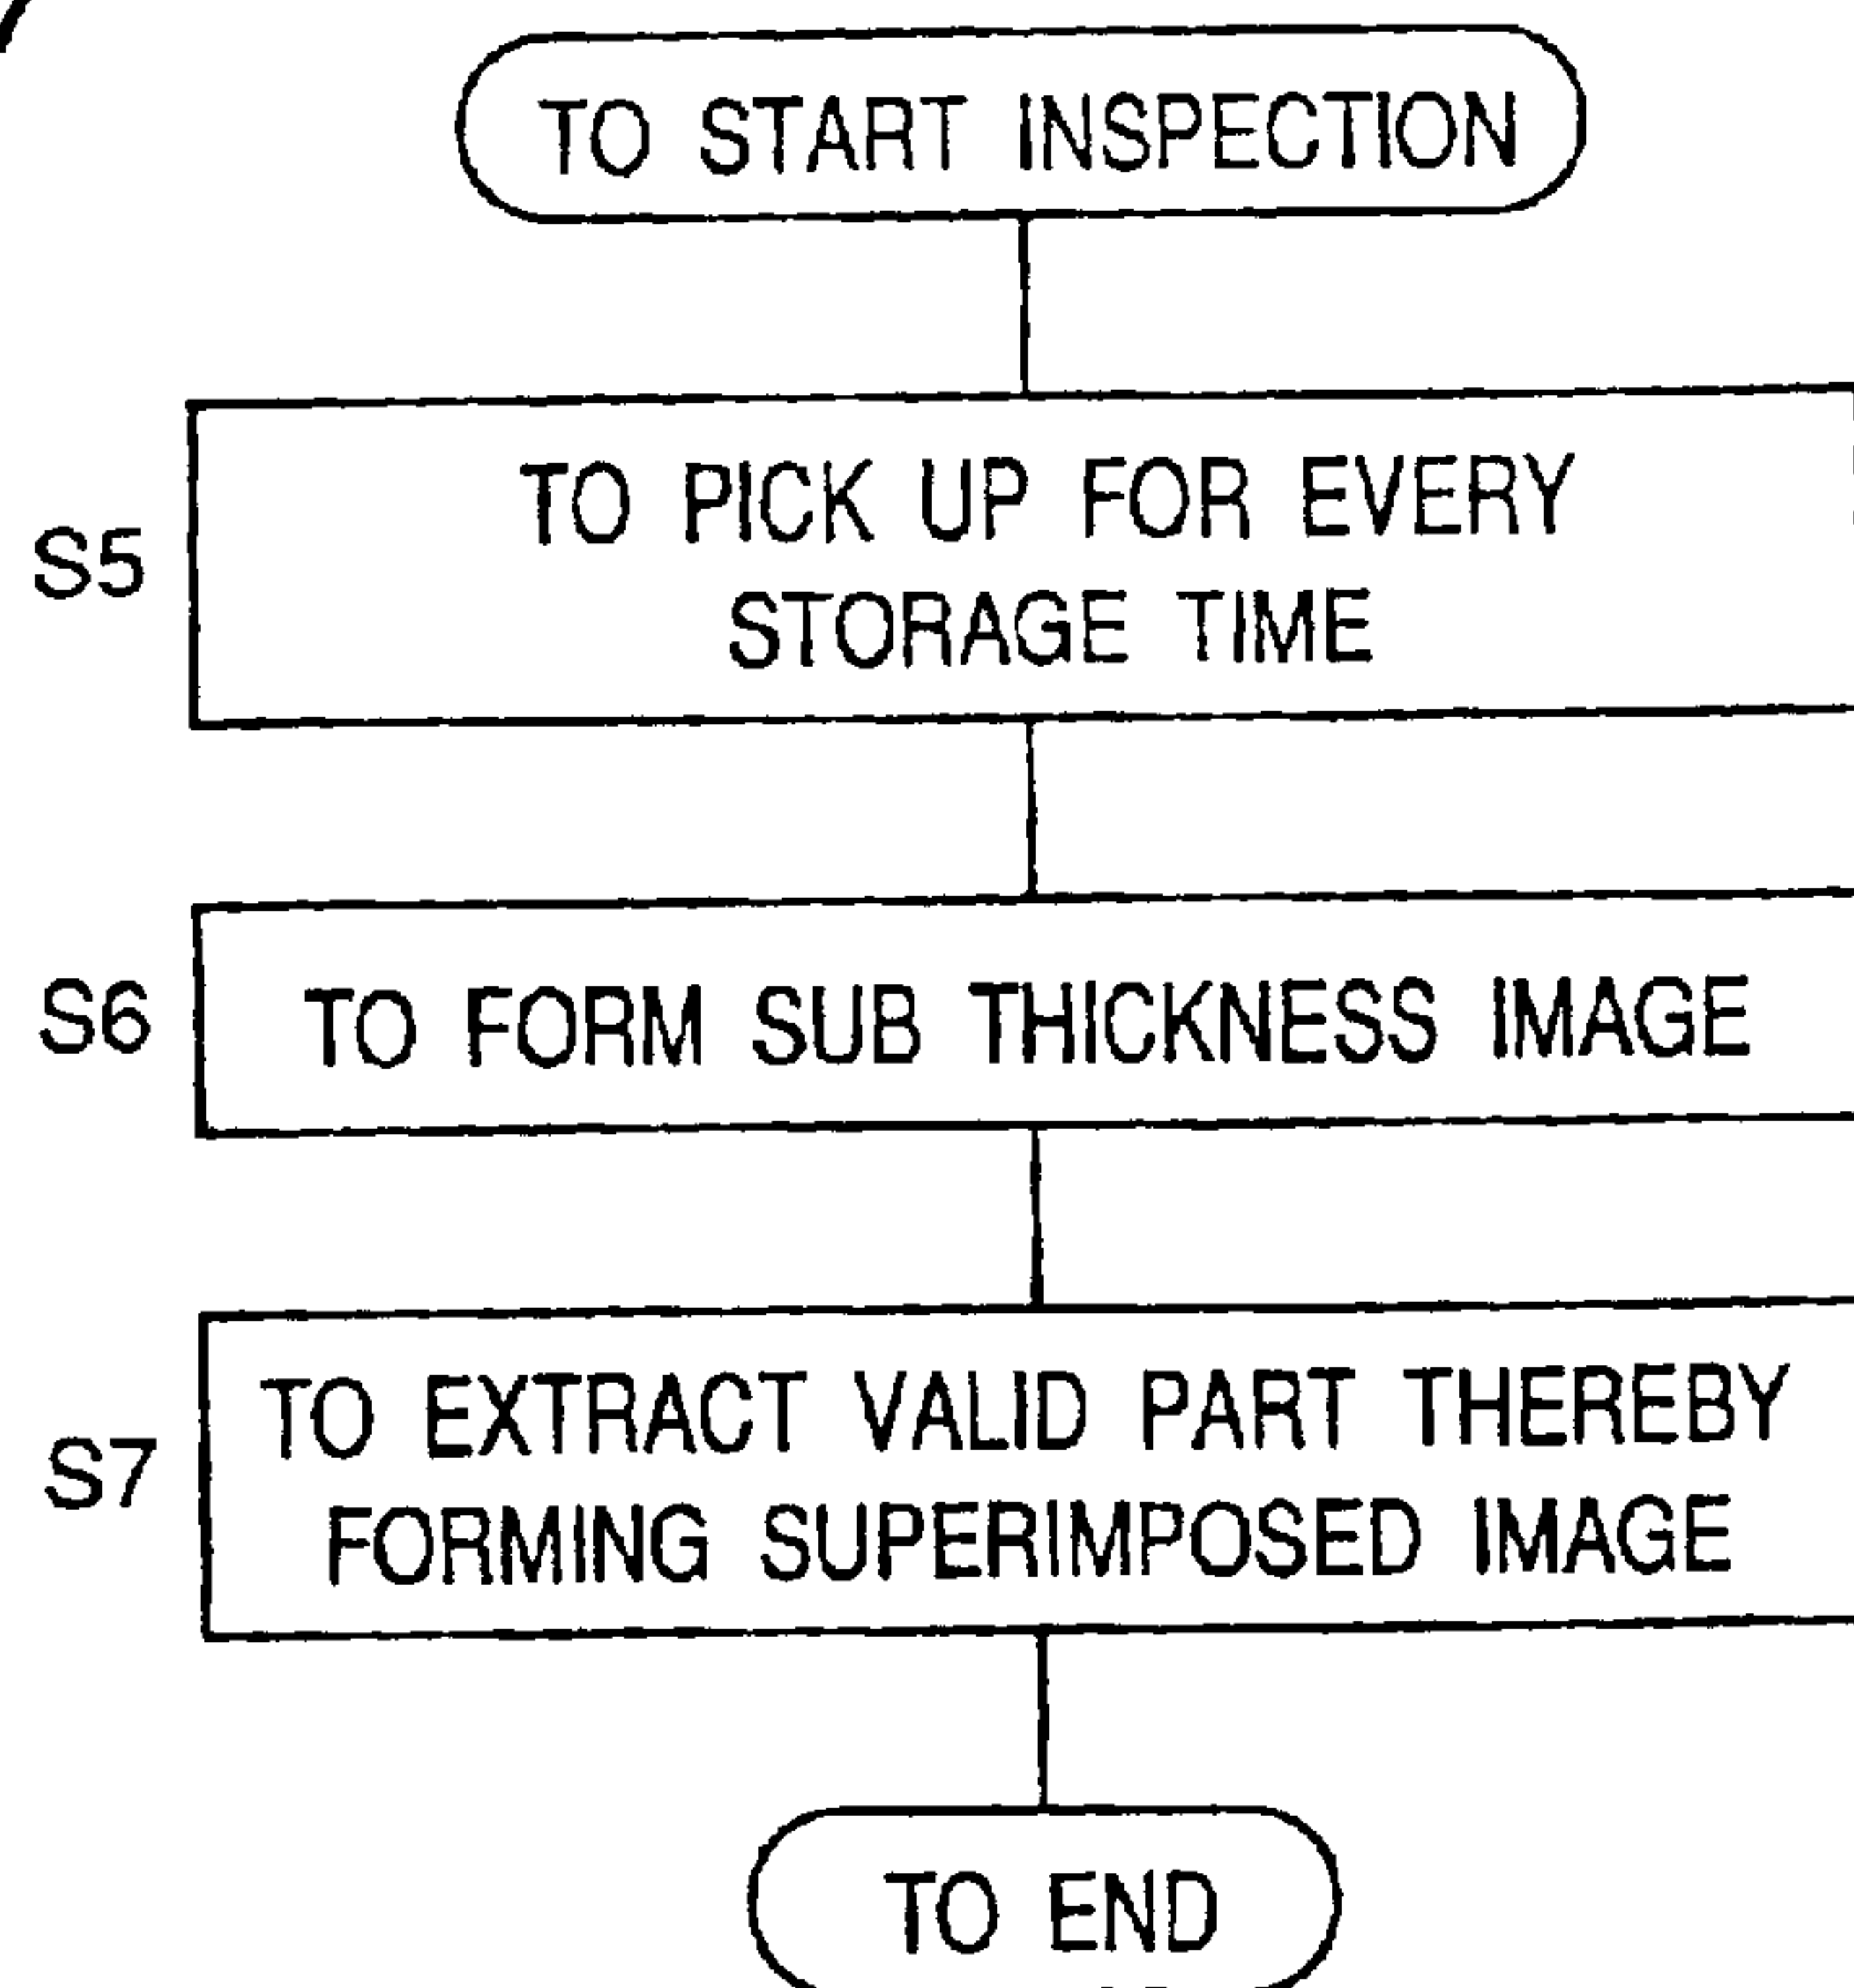 TO START INSPECTION
S5
TO PICK UP FOR EVERY
STORAGE TIME
S6
TO FORM SUB THICKNESS IMAGE
S7
TO EXTRACT VALID PART THEREBY
FORMING SUPERIMPOSED IMAGE
TO END